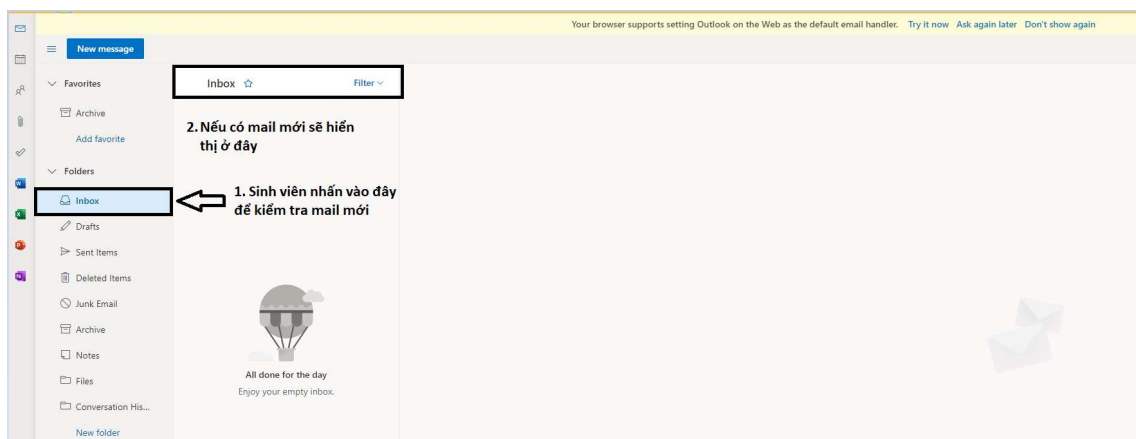 Your browser supports setting Outlook on the Web as the default email handler. Try it now Ask again later Don't show again
New message
Favorites
Archive
Add favorite
Folders
Inbox
Drafts
Sent Items
Deleted Items
Junk Email
Archive
Notes
Files
Conversation His...
New folder
Inbox Filter
2. Nếu có mail mới sẽ hiển
thị ở đây
1. Sinh viên nhấn vào đây
để kiểm tra mail mới
All done for the day
Enjoy your empty inbox.